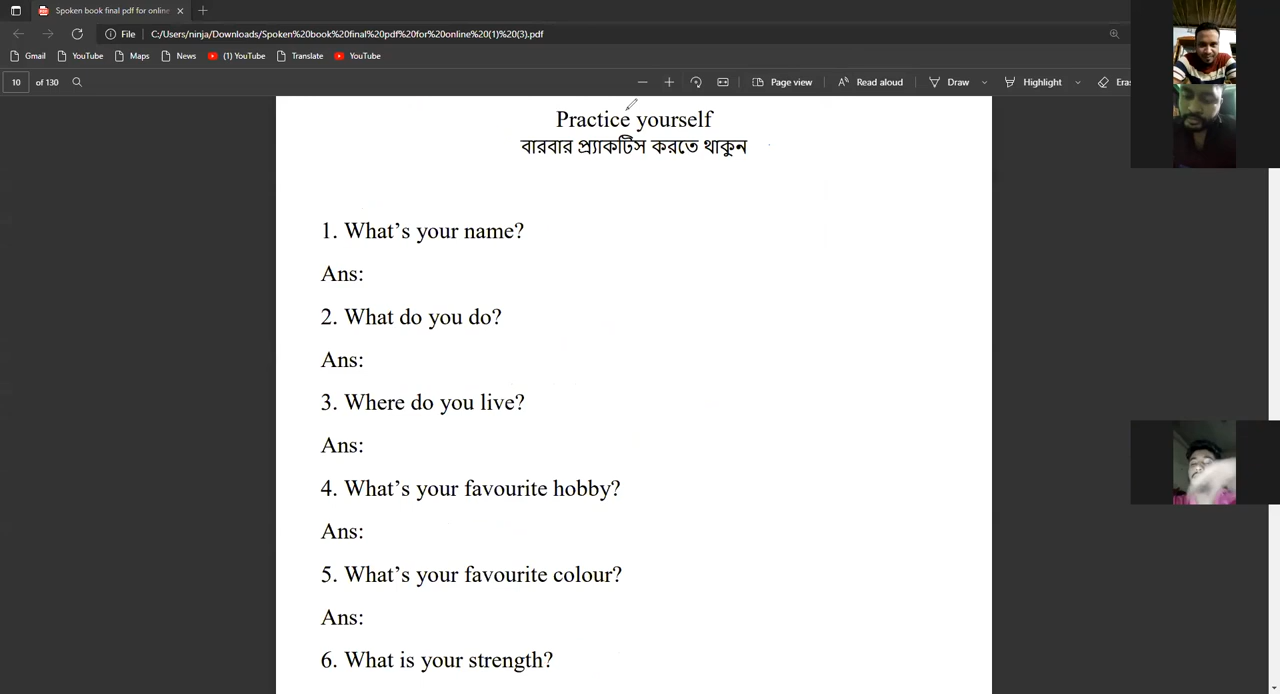 Spoken book final pdf for online
File C:/Users/ninja/Downloads/Spoken%20book%20final%20pdf%20for%20online%20(1)%20(3).pdf
Gmail YouTube Maps News (1) YouTube Translate YouTube
10 of 130 Page view Read aloud Draw Highlight Eras
Practice yourself
বারবার প্র্যাকটিস করতে থাকুন
1. What’s your name?
Ans:
2. What do you do?
Ans:
3. Where do you live?
Ans:
4. What’s your favourite hobby?
Ans:
5. What’s your favourite colour?
Ans:
6. What is your strength?